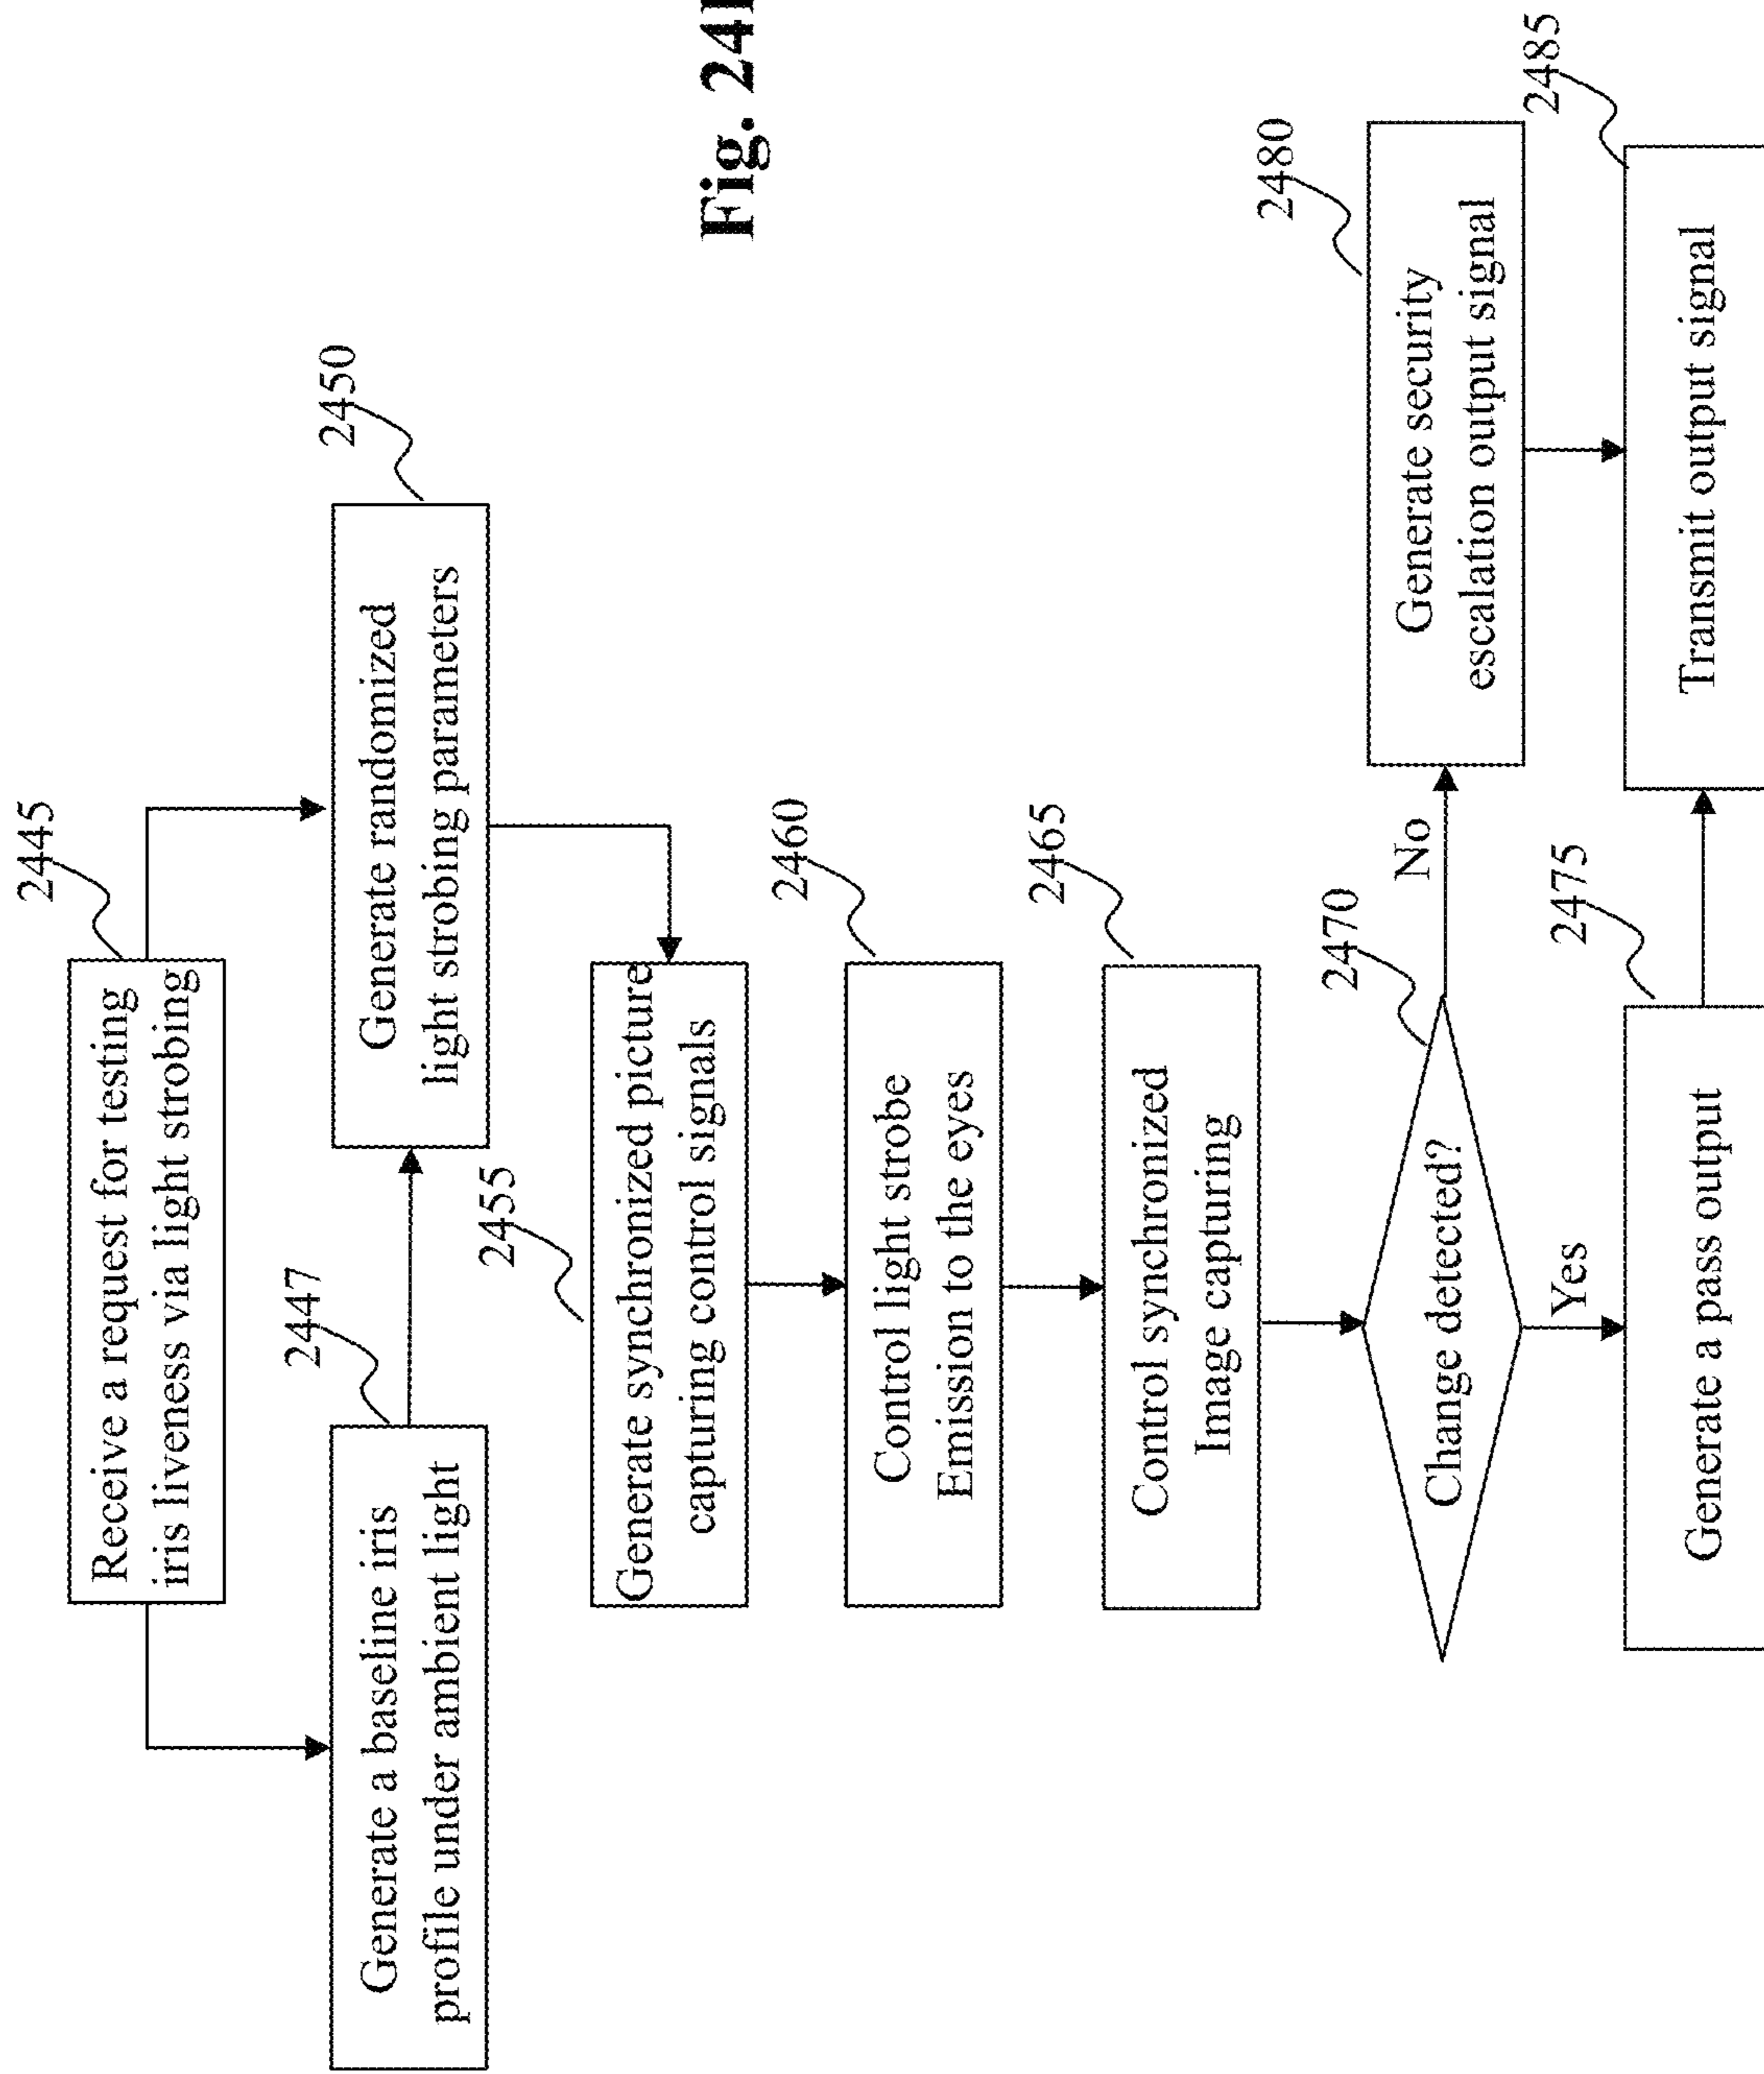 2445
Receive a request for testing
iris liveness via light strobing
2447
Generate a baseline iris
profile under ambient light
2450
Generate randomized
light strobing parameters
2455
Generate synchronized picture
capturing control signals
2460
Control light strobe
Emission to the eyes
2465
Control synchronized
Image capturing
2470
Change detected?
No
Yes
2480
Generate security
escalation output signal
2475
Generate a pass output
2485
Transmit output signal
Fig.